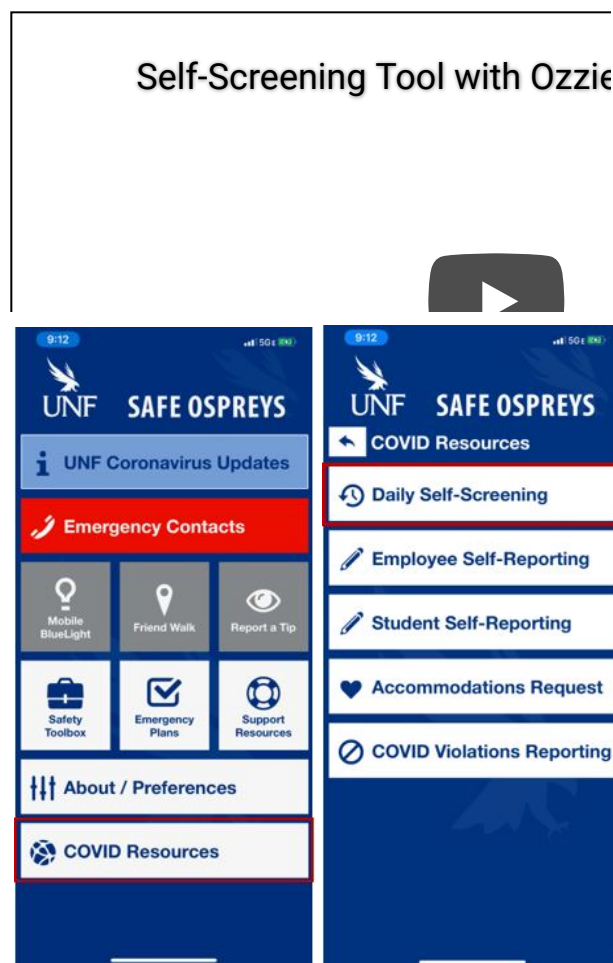 Self-Screening Tool with Ozzie
9:12
5G E
UNF SAFE OSPREYS
UNF Coronavirus Updates
Emergency Contacts
Mobile
BlueLight
Friend Walk
Report a Tip
Safety
Toolbox
Emergency
Plans
Support
Resources
About / Preferences
COVID Resources
9:12
5G E
UNF SAFE OSPREYS
COVID Resources
Daily Self-Screening
Employee Self-Reporting
Student Self-Reporting
Accommodations Request
COVID Violations Reporting